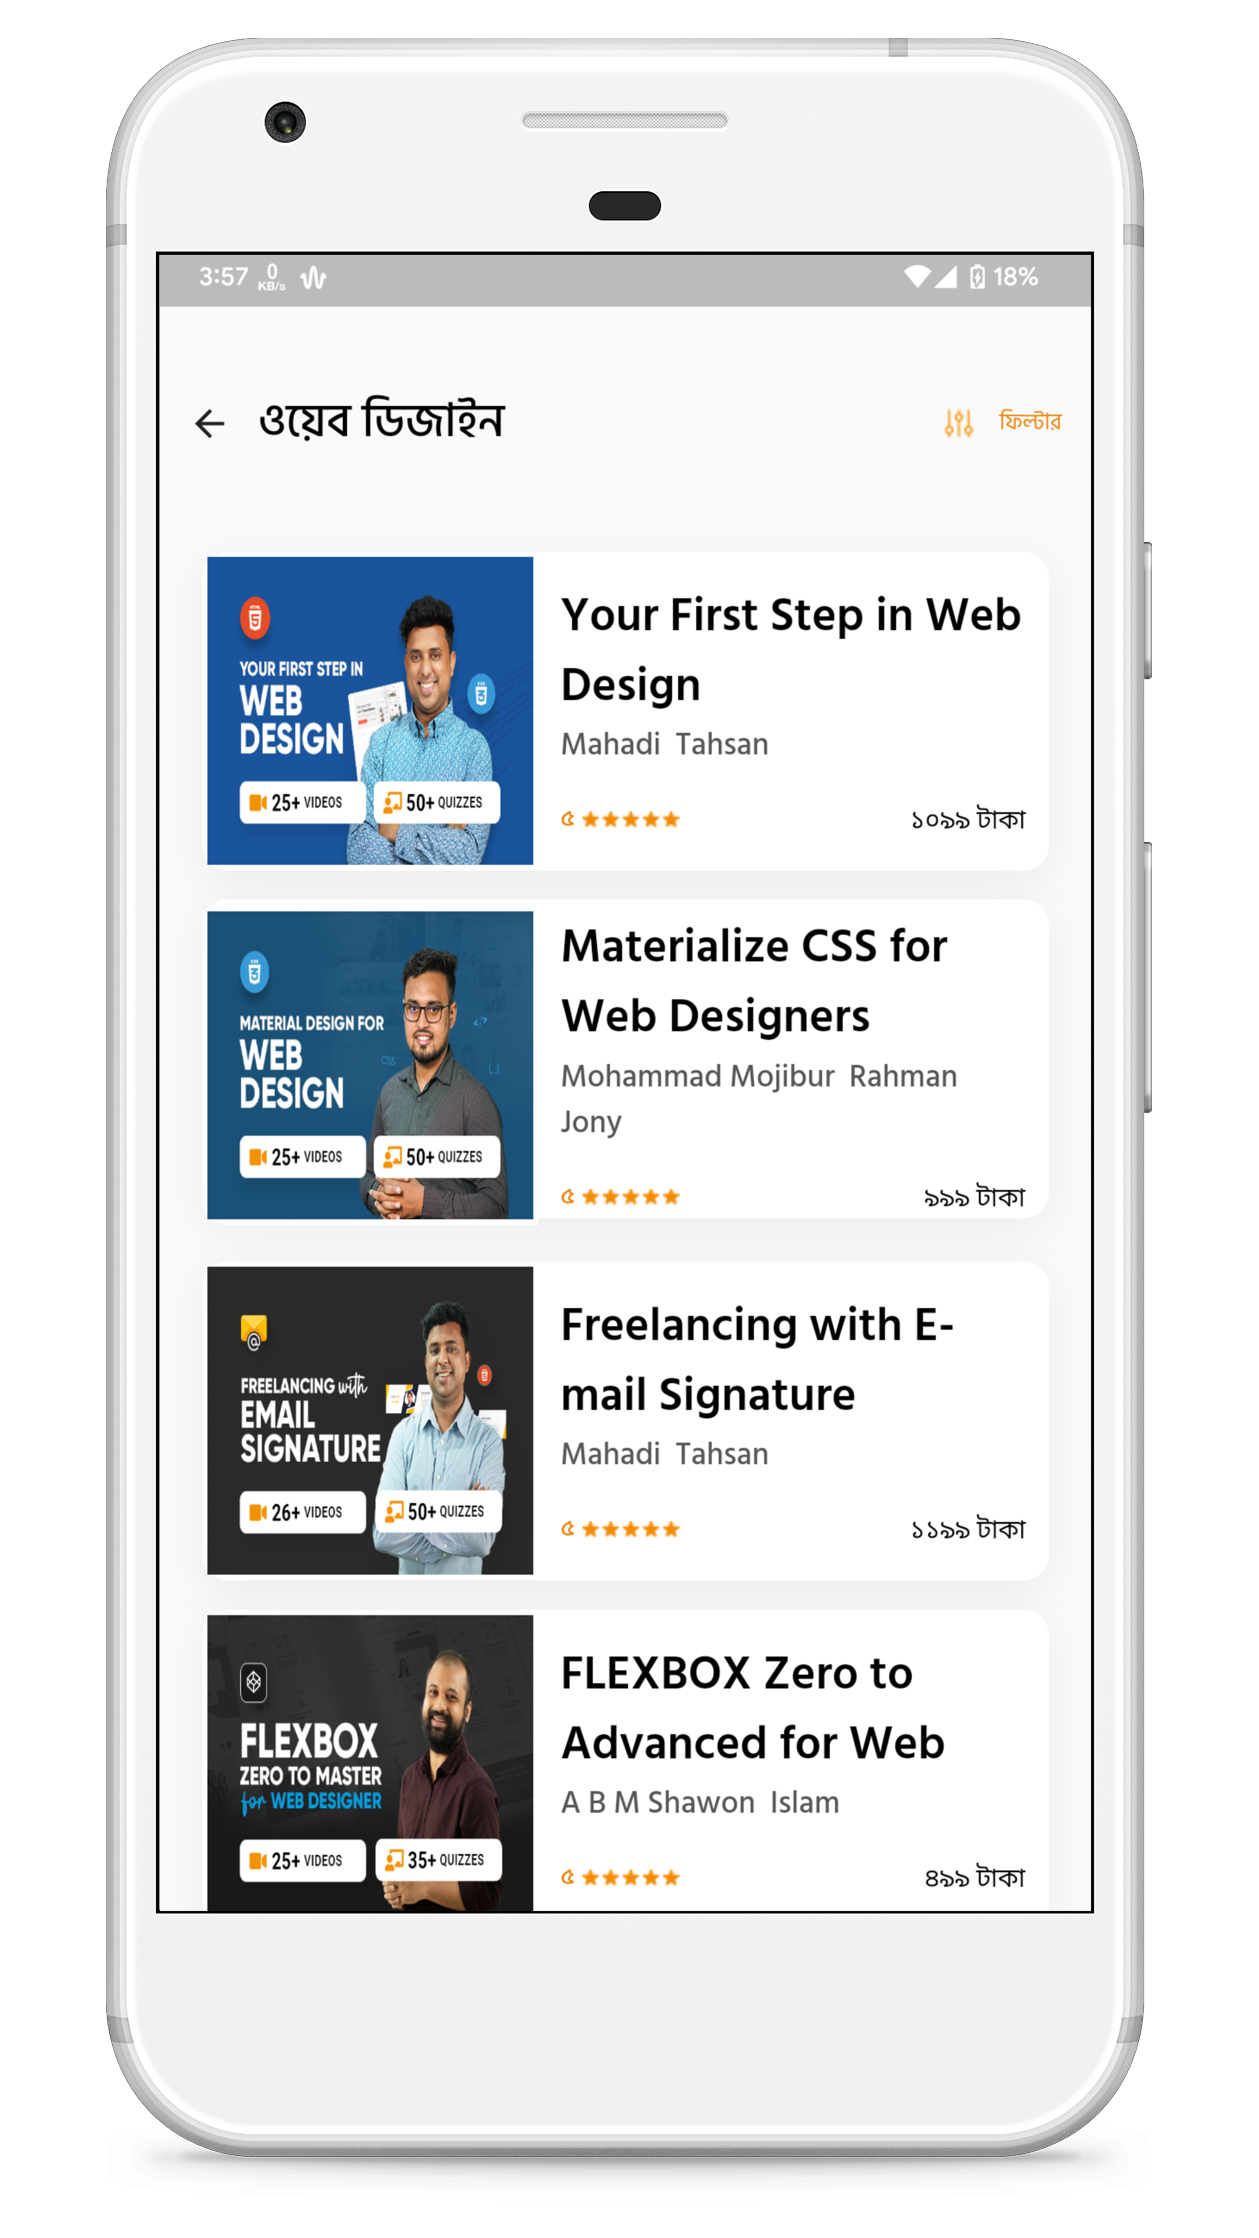 3:57 0 KB/s 18%
ওয়েব ডিজাইন
ফিল্টার
YOUR FIRST STEP IN
WEB
DESIGN
25+ VIDEOS 50+ QUIZZES
Your First Step in Web
Design
Mahadi Tahsan
৫ ১০৯৯ টাকা
MATERIAL DESIGN FOR
WEB
DESIGN
25+ VIDEOS 50+ QUIZZES
Materialize CSS for
Web Designers
Mohammad Mojibur Rahman
Jony
৫ ৯৯৯ টাকা
FREELANCING with
EMAIL
SIGNATURE
26+ VIDEOS 50+ QUIZZES
Freelancing with E-
mail Signature
Mahadi Tahsan
৫ ১১৯৯ টাকা
FLEXBOX
ZERO TO MASTER
for WEB DESIGNER
25+ VIDEOS 35+ QUIZZES
FLEXBOX Zero to
Advanced for Web
A B M Shawon Islam
৫ ৪৯৯ টাকা